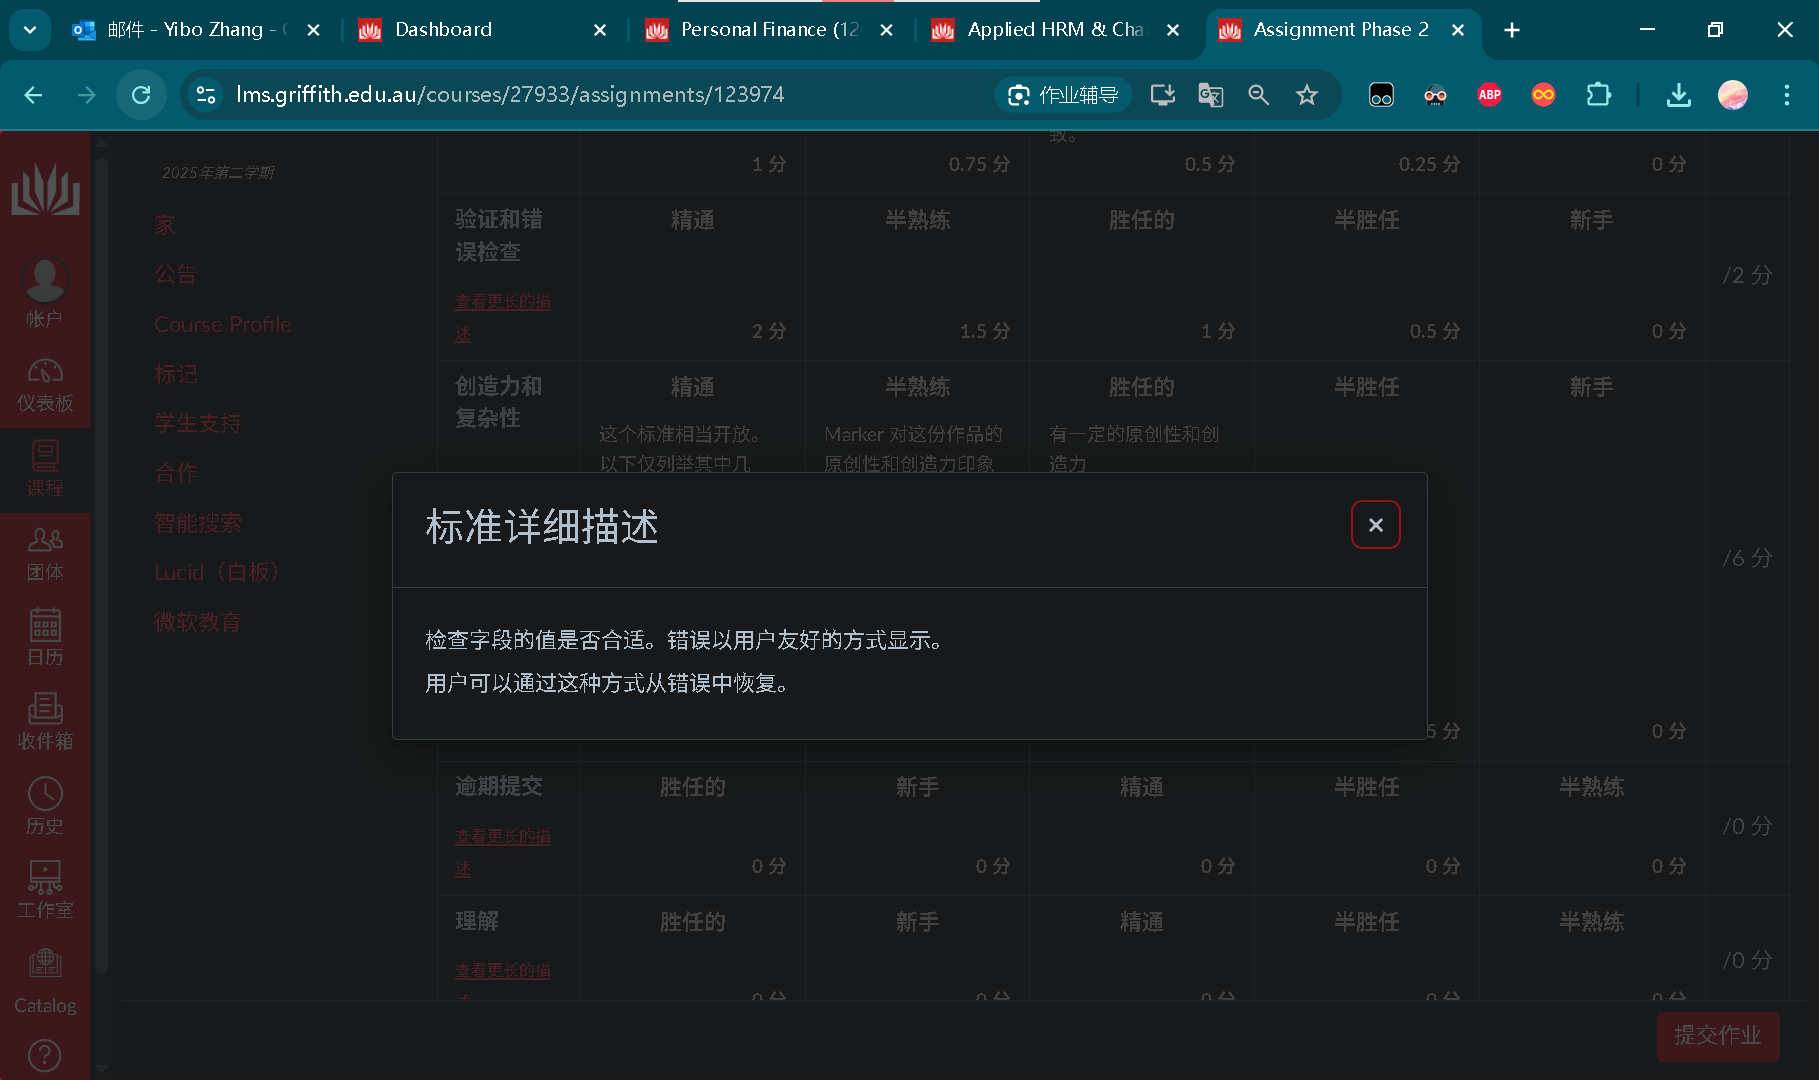 邮件 - Yibo Zhang -
Dashboard
Personal Finance (12
Applied HRM & Cha
Assignment Phase 2
lms.griffith.edu.au/courses/27933/assignments/123974
作业辅导
ABP
2025年第二学期
家
公告
Course Profile
标记
学生支持
合作
智能搜索
Lucid（白板）
微软教育
帐户
仪表板
课程
团体
日历
收件箱
历史
工作室
Catalog
致。
1 分
0.75 分
0.5 分
0.25 分
0 分
验证和错
误检查
查看更长的描
述
精通
半熟练
胜任的
半胜任
新手
2 分
1.5 分
1 分
0.5 分
0 分
/2 分
创造力和
复杂性
精通
半熟练
胜任的
半胜任
新手
这个标准相当开放。
以下仅列举其中几
Marker 对这份作品的
原创性和创造力印象
有一定的原创性和创
造力
/6 分
标准详细描述
检查字段的值是否合适。错误以用户友好的方式显示。
用户可以通过这种方式从错误中恢复。
5 分
0 分
逾期提交
查看更长的描
述
胜任的
新手
精通
半胜任
半熟练
0 分
0 分
0 分
0 分
0 分
/0 分
理解
查看更长的描
胜任的
新手
精通
半胜任
半熟练
0 分
0 分
0 分
0 分
0 分
/0 分
提交作业